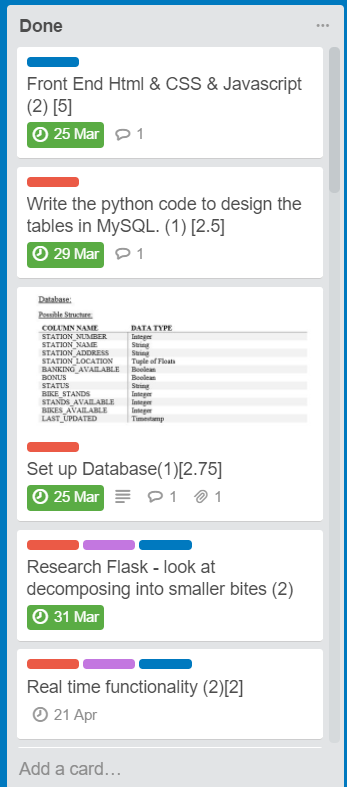 Done
Front End Html & CSS & Javascript
(2) [5]
25 Mar 1
Write the python code to design the
tables in MySQL. (1) [2.5]
29 Mar 1
Database:
Possible Structure:
COLUMN NAME DATA TYPE
STATION_NUMBER Integer
STATION_NAME String
STATION_ADDRESS String
STATION_LOCATION Tuple of Floats
BANKING_AVAILABLE Boolean
BONUS Boolean
STATUS String
BIKE_STANDS Integer
STANDS_AVAILABLE Integer
BIKES_AVAILABLE Integer
LAST_UPDATED Timestamp
Set up Database(1)[2.75]
25 Mar 1 1
Research Flask - look at
decomposing into smaller bites (2)
31 Mar
Real time functionality (2)[2]
21 Apr
Add a card…